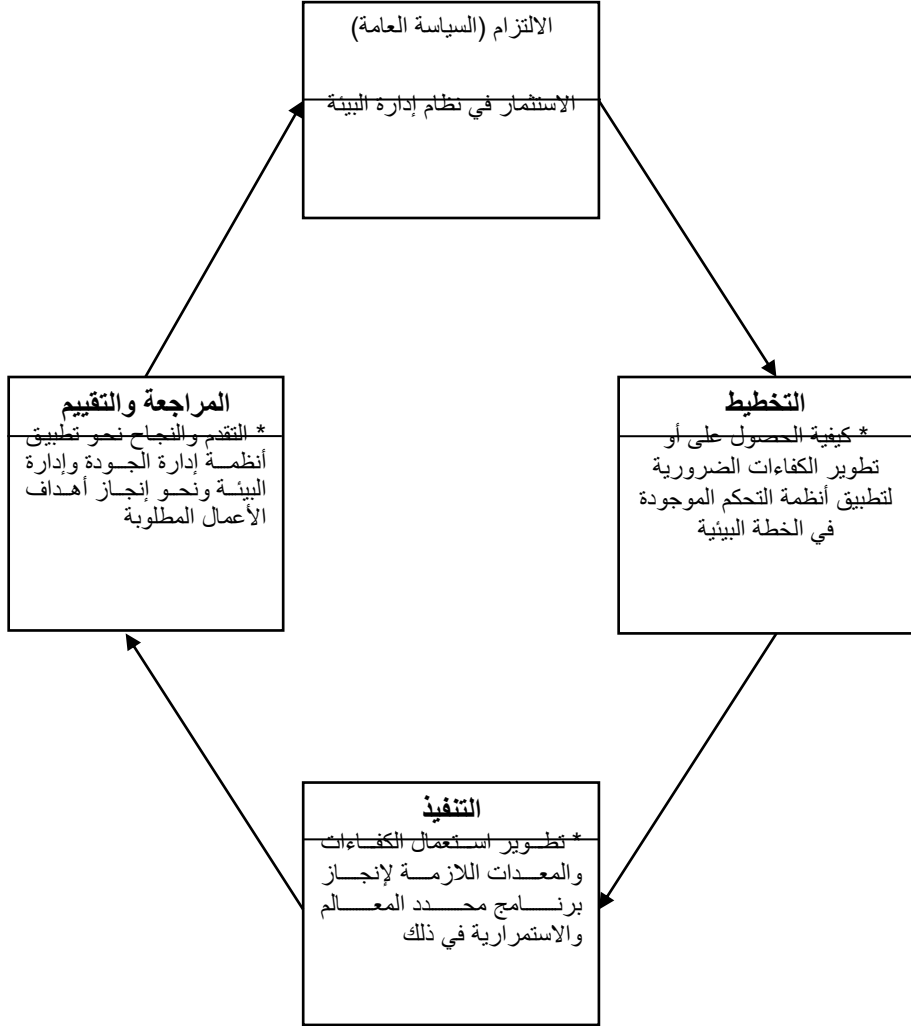 الالتزام (السياسة العامة)
الاستثمار في نظام إدارة البيئة
المراجعة والتقييم
* التقدم والنجاح نحو تطبيق
أنظمة إدارة الجودة وإدارة
البيئة ونحو إنجاز أهداف
الأعمال المطلوبة
التخطيط
* كيفية الحصول على أو
تطوير الكفاءات الضرورية
لتطبيق أنظمة التحكم الموجودة
في الخطة البيئية
التنفيذ
* تطوير استعمال الكفاءات
والمعدات اللازمة لإنجاز
برنامج محدد المعالم
والاستمرارية في ذلك